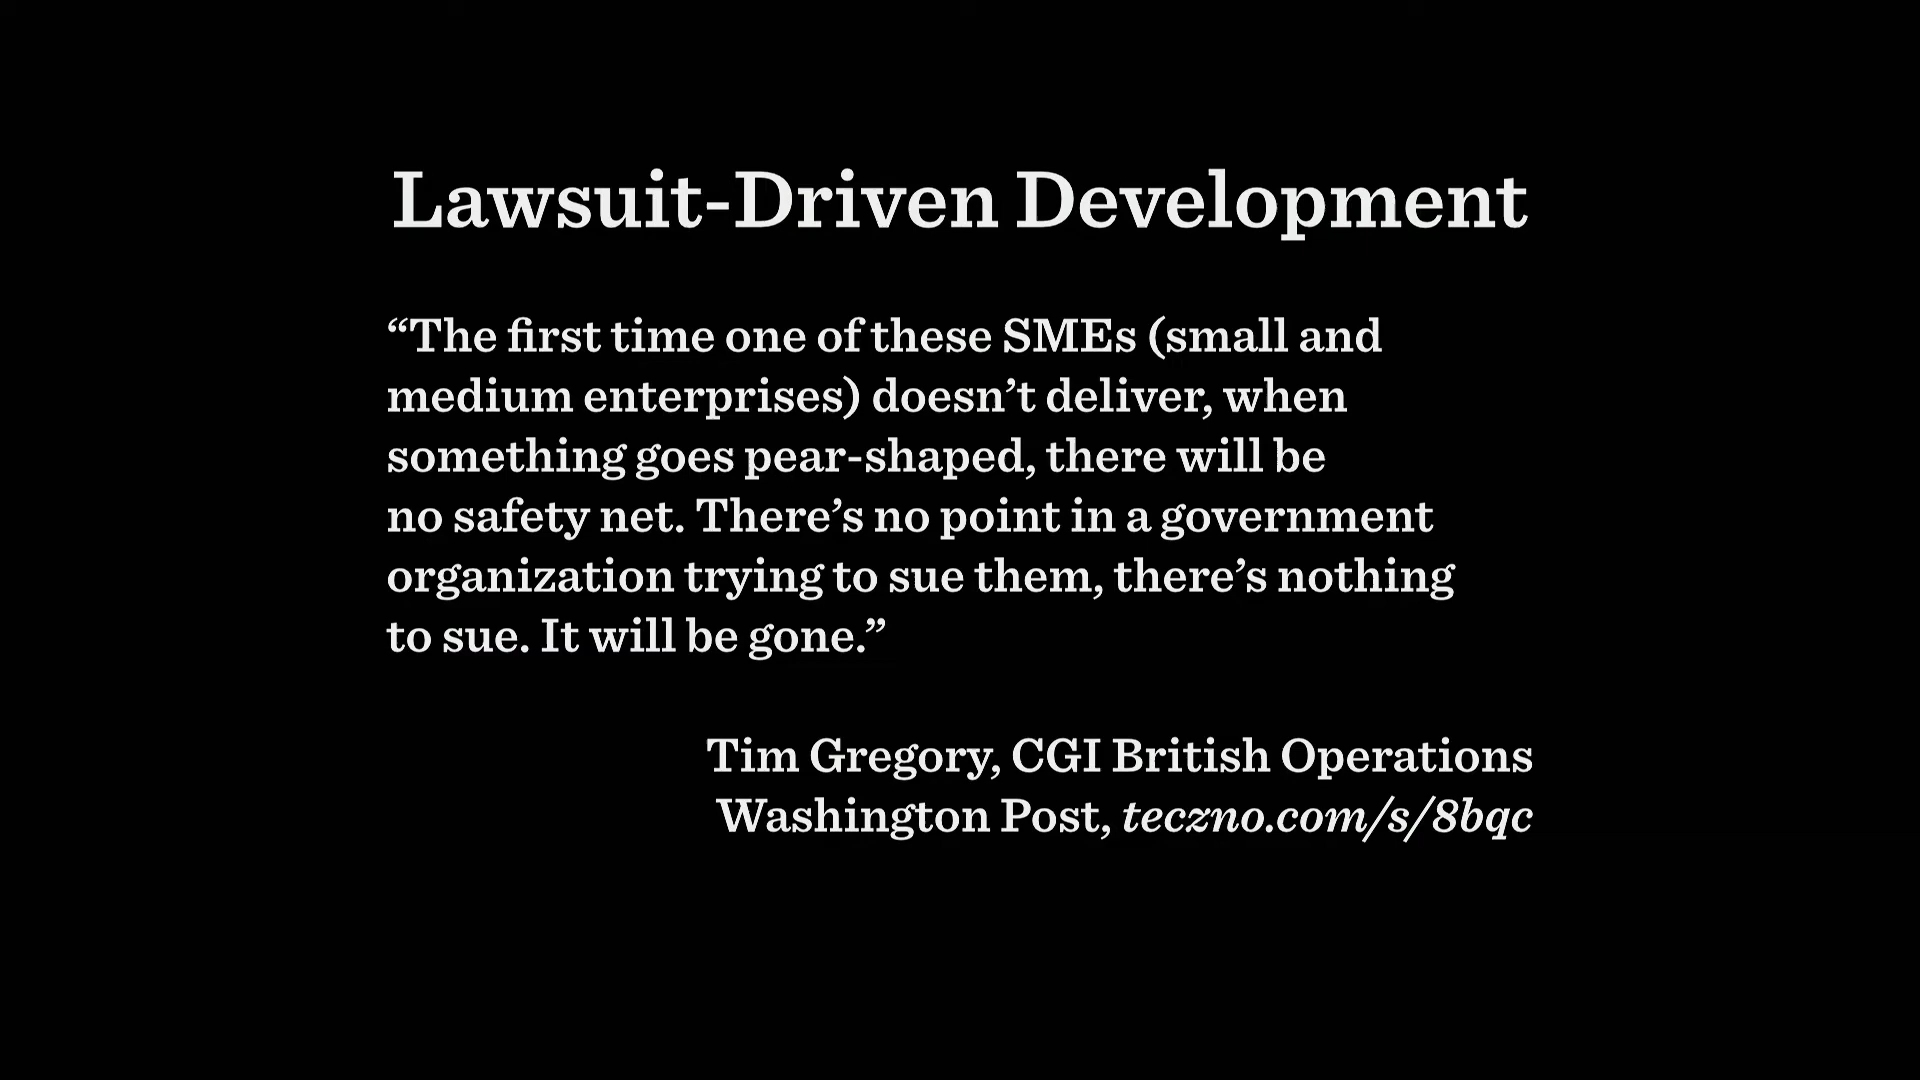 Lawsuit-Driven Development
“The first time one of these SMEs (small and
medium enterprises) doesn’t deliver, when
something goes pear-shaped, there will be
no safety net. There’s no point in a government
organization trying to sue them, there’s nothing
to sue. It will be gone.”
Tim Gregory, CGI British Operations
Washington Post, teczno.com/s/8bqc